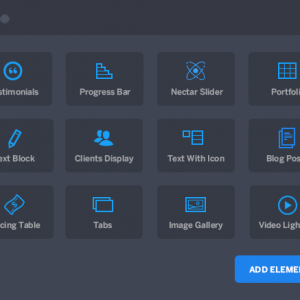 stimonials Progress Bar Nectar Slider Portfoli
ext Block Clients Display Text With Icon Blog Pos
cing Table Tabs Image Gallery Video Ligh
ADD ELEME